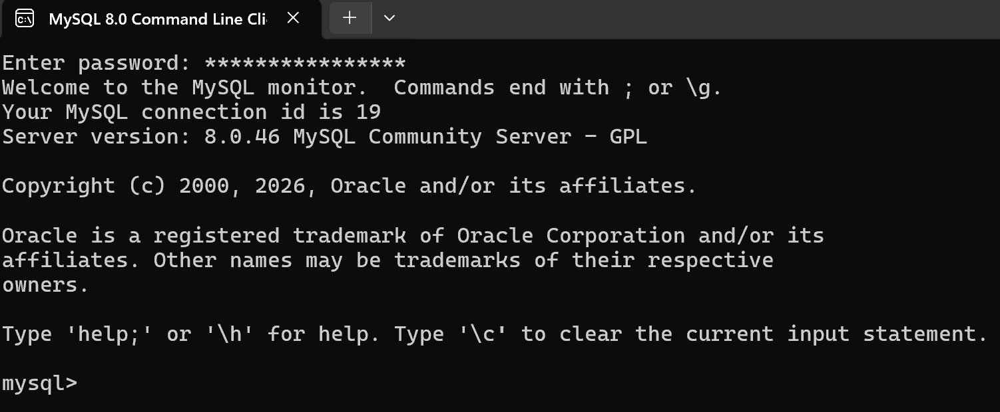 MySQL 8.0 Command Line Cli
Enter password: ****************
Welcome to the MySQL monitor.  Commands end with ; or \g.
Your MySQL connection id is 19
Server version: 8.0.46 MySQL Community Server - GPL
Copyright (c) 2000, 2026, Oracle and/or its affiliates.
Oracle is a registered trademark of Oracle Corporation and/or its
affiliates. Other names may be trademarks of their respective
owners.
Type 'help;' or '\h' for help. Type '\c' to clear the current input statement.
mysql>